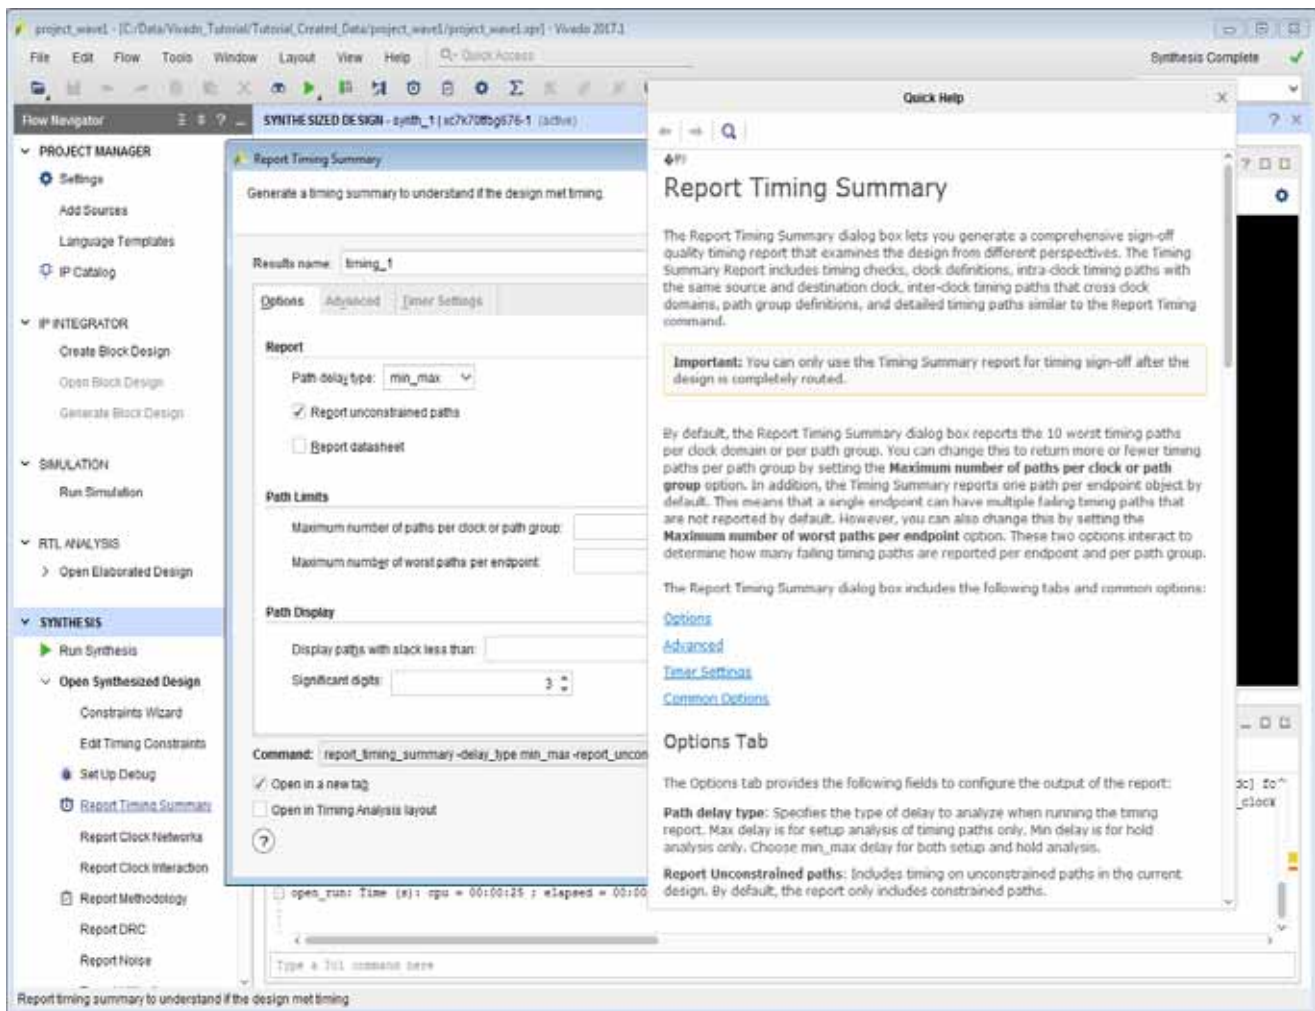 project_wave1 - [C:/Data/Vivado_Tutorial/Tutorial_Created_Data/project_wave1/project_wave1.xpr] - Vivado 2017.1
File Edit Flow Tools Window Layout View Help Quick Access
Synthesis Complete
Flow Navigator
PROJECT MANAGER
Settings
Add Sources
Language Templates
IP Catalog
IP INTEGRATOR
Create Block Design
Open Block Design
Generate Block Design
SIMULATION
Run Simulation
RTL ANALYSIS
Open Elaborated Design
SYNTHESIS
Run Synthesis
Open Synthesized Design
Constraints Wizard
Edit Timing Constraints
Set Up Debug
Report Timing Summary
Report Clock Networks
Report Clock Interaction
Report Methodology
Report DRC
Report Noise
SYNTHESIZED DESIGN - synth_1 | xc7k70tfbg676-1 (active)
Report Timing Summary
Generate a timing summary to understand if the design met timing.
Results name: timing_1
Options Advanced Timer Settings
Report
Path delay type: min_max
Report unconstrained paths
Report datasheet
Path Limits
Maximum number of paths per clock or path group:
Maximum number of worst paths per endpoint:
Path Display
Display paths with slack less than:
Significant digits: 3
Command: report_timing_summary -delay_type min_max -report_uncon
Open in a new tab
Open in Timing Analysis layout
?
open_run: Time (s): cpu = 00:00:25 ; elapsed = 00:00
Type a Tcl command here
Quick Help
Report Timing Summary
The Report Timing Summary dialog box lets you generate a comprehensive sign-off
quality timing report that examines the design from different perspectives. The Timing
Summary Report includes timing checks, clock definitions, intra-clock timing paths with
the same source and destination clock, inter-clock timing paths that cross clock
domains, path group definitions, and detailed timing paths similar to the Report Timing
command.
Important: You can only use the Timing Summary report for timing sign-off after the
design is completely routed.
By default, the Report Timing Summary dialog box reports the 10 worst timing paths
per clock domain or per path group. You can change this to return more or fewer timing
paths per path group by setting the Maximum number of paths per clock or path
group option. In addition, the Timing Summary reports one path per endpoint object by
default. This means that a single endpoint can have multiple failing timing paths that
are not reported by default. However, you can also change this by setting the
Maximum number of worst paths per endpoint option. These two options interact to
determine how many failing timing paths are reported per endpoint and per path group.
The Report Timing Summary dialog box includes the following tabs and common options:
Options
Advanced
Timer Settings
Common Options
Options Tab
The Options tab provides the following fields to configure the output of the report:
Path delay type: Specifies the type of delay to analyze when running the timing
report. Max delay is for setup analysis of timing paths only. Min delay is for hold
analysis only. Choose min_max delay for both setup and hold analysis.
Report Unconstrained paths: Includes timing on unconstrained paths in the current
design. By default, the report only includes constrained paths.
dc] fo
_clock
Report timing summary to understand if the design met timing